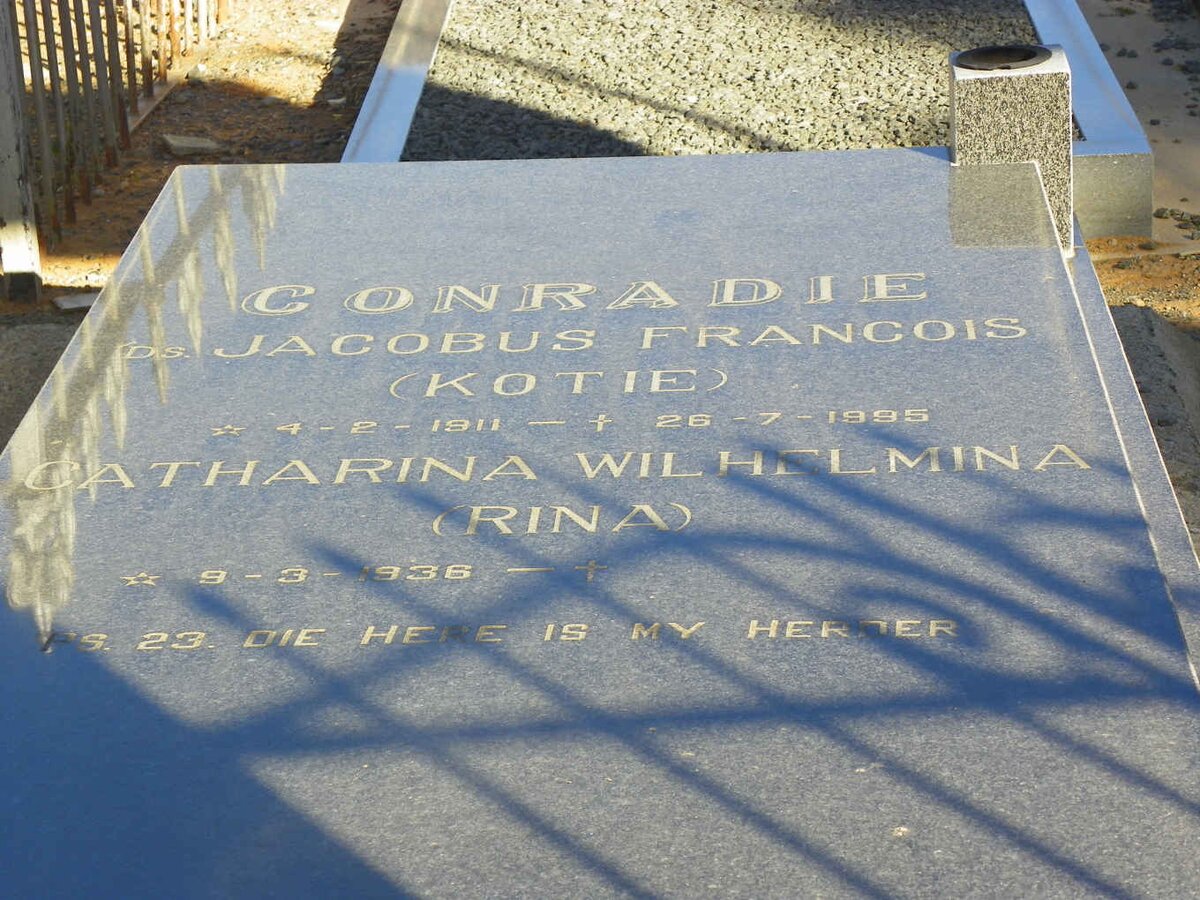 CONRADIE
DS. JACOBUS FRANCOIS
(KOTIE)
☆ 4-2-1911 — ✝ 26-7-1995
CATHARINA WILHELMINA
(RINA)
☆ 9-3-1936 — ✝
PS. 23. DIE HERE IS MY HERDER